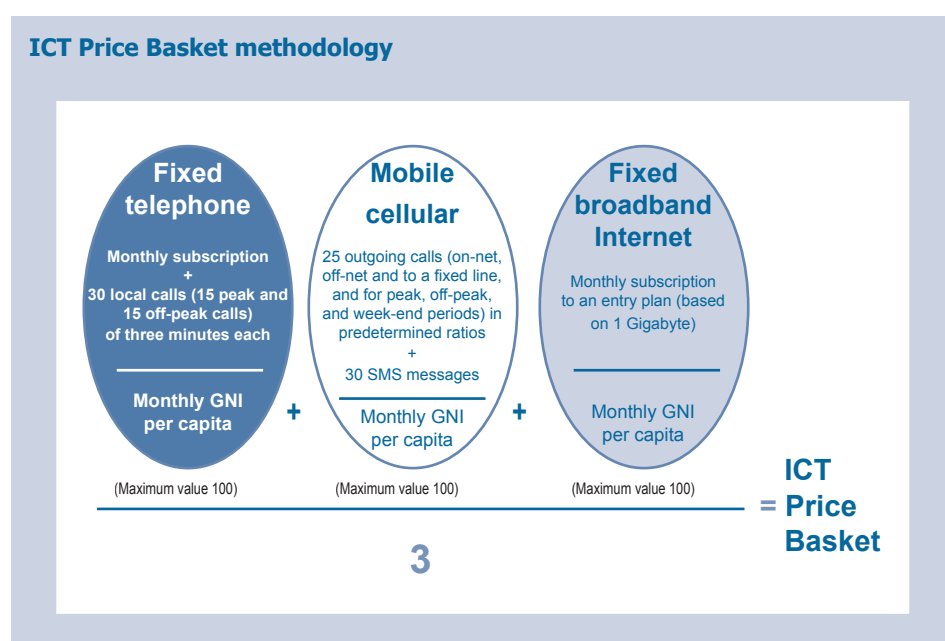 ICT Price Basket methodology
Fixed
telephone
Monthly subscription
+
30 local calls (15 peak and
15 off-peak calls)
of three minutes each
Monthly GNI
per capita
(Maximum value 100)
+
Mobile
cellular
25 outgoing calls (on-net,
off-net and to a fixed line,
and for peak, off-peak,
and week-end periods) in
predetermined ratios
+
30 SMS messages
Monthly GNI
per capita
(Maximum value 100)
+
Fixed
broadband
Internet
Monthly subscription
to an entry plan (based
on 1 Gigabyte)
Monthly GNI
per capita
(Maximum value 100)
3
=
ICT
Price
Basket